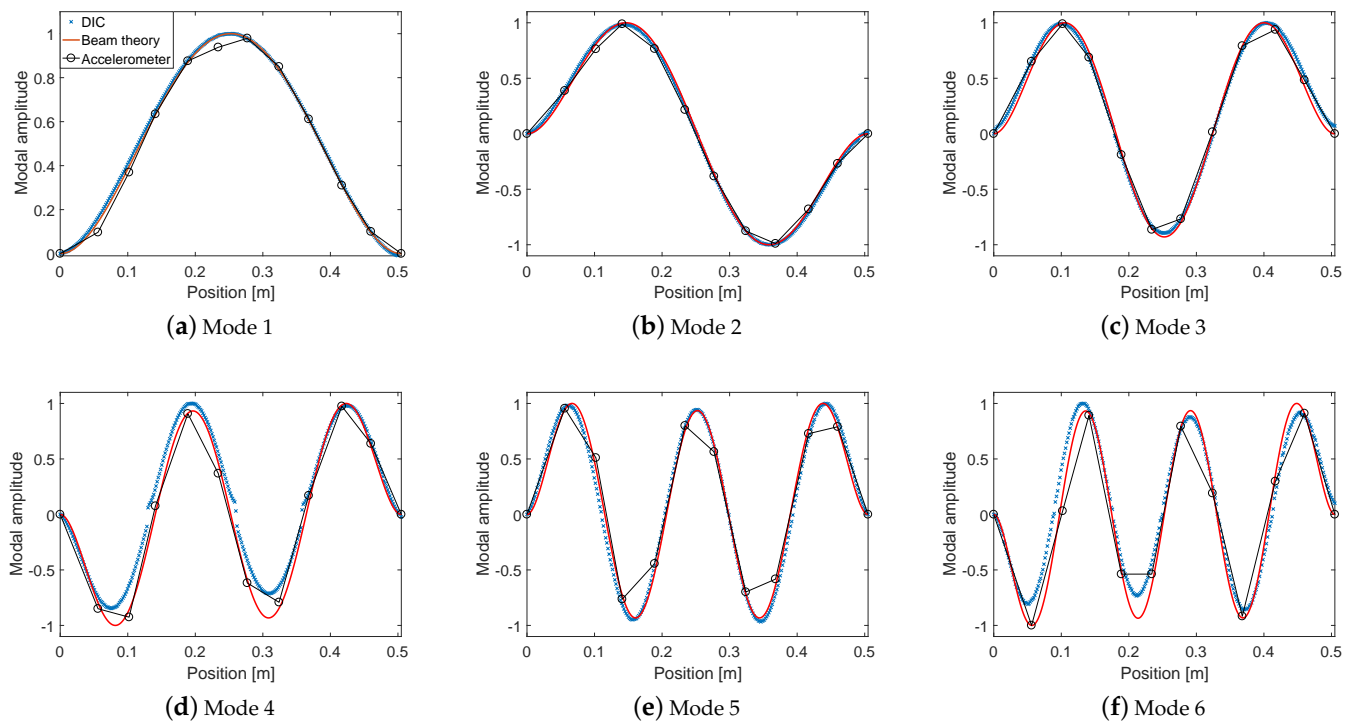 DIC
Beam theory
Accelerometer
Modal amplitude
1
0.8
0.6
0.4
0.2
0
0 0.1 0.2 0.3 0.4 0.5
Position [m]
(a) Mode 1
Modal amplitude
1
0.5
0
-0.5
-1
0 0.1 0.2 0.3 0.4 0.5
Position [m]
(b) Mode 2
Modal amplitude
1
0.5
0
-0.5
-1
0 0.1 0.2 0.3 0.4 0.5
Position [m]
(c) Mode 3
Modal amplitude
1
0.5
0
-0.5
-1
0 0.1 0.2 0.3 0.4 0.5
Position [m]
(d) Mode 4
Modal amplitude
1
0.5
0
-0.5
-1
0 0.1 0.2 0.3 0.4 0.5
Position [m]
(e) Mode 5
Modal amplitude
1
0.5
0
-0.5
-1
0 0.1 0.2 0.3 0.4 0.5
Position [m]
(f) Mode 6